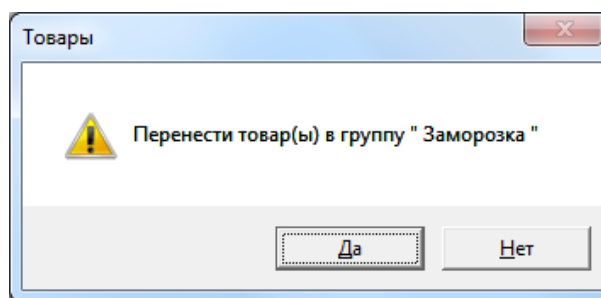 Товары
Перенести товар(ы) в группу " Заморозка "
Да
Нет